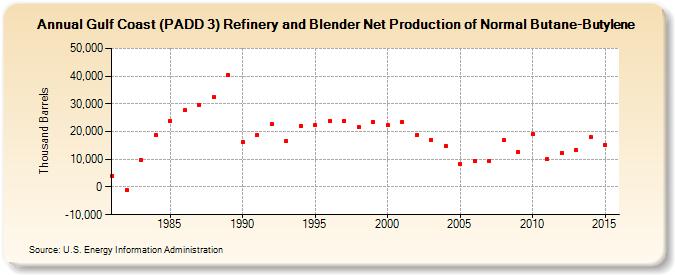 Annual Gulf Coast (PADD 3) Refinery and Blender Net Production of Normal Butane-Butylene
Thousand Barrels
50,000
40,000
30,000
20,000
10,000
0
-10,000
1985 1990 1995 2000 2005 2010 2015
Source: U.S. Energy Information Administration